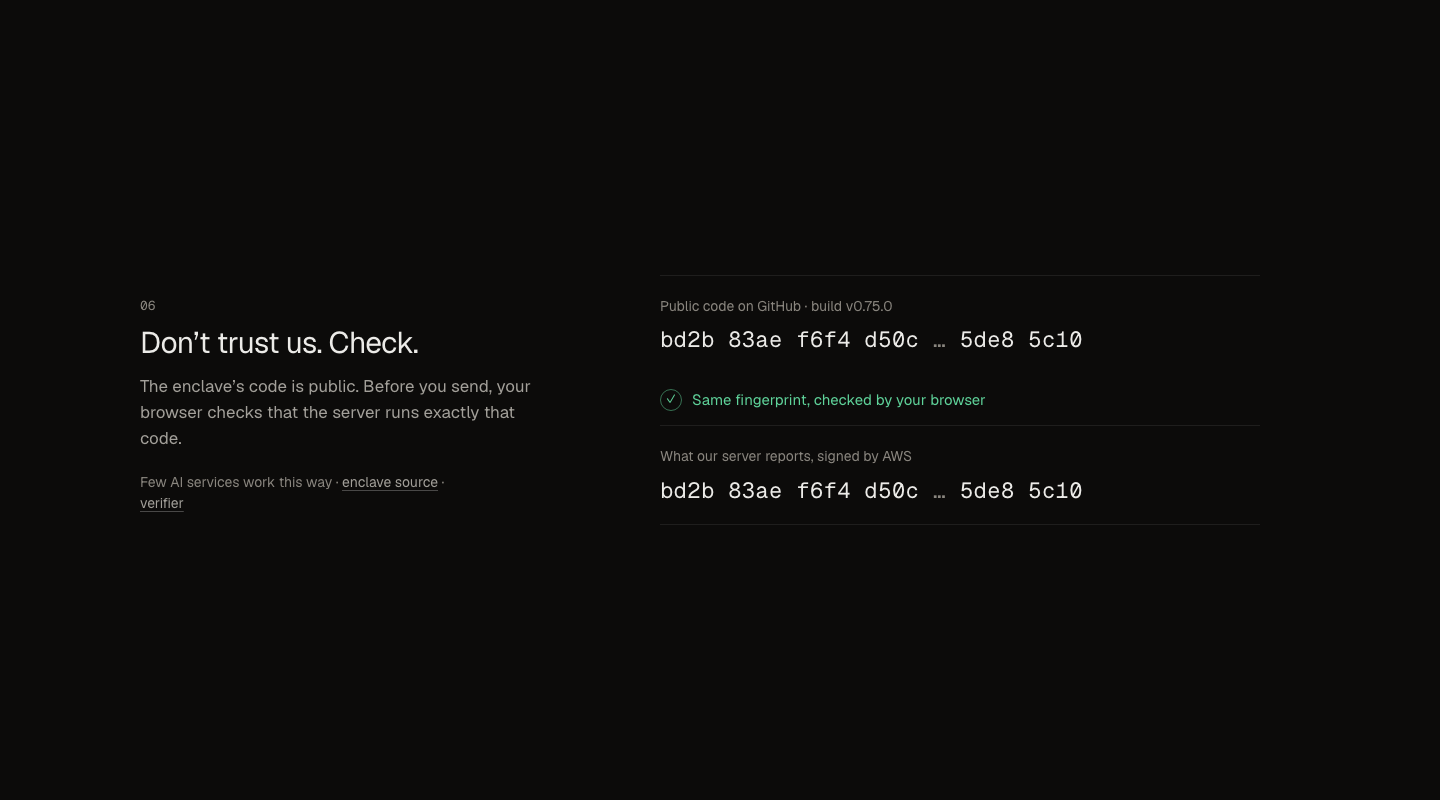 06
Don’t trust us. Check.
The enclave’s code is public. Before you send, your
browser checks that the server runs exactly that
code.
Few AI services work this way · enclave source ·
verifier
Public code on GitHub · build v0.75.0
bd2b 83ae f6f4 d50c … 5de8 5c10
✓ Same fingerprint, checked by your browser
What our server reports, signed by AWS
bd2b 83ae f6f4 d50c … 5de8 5c10